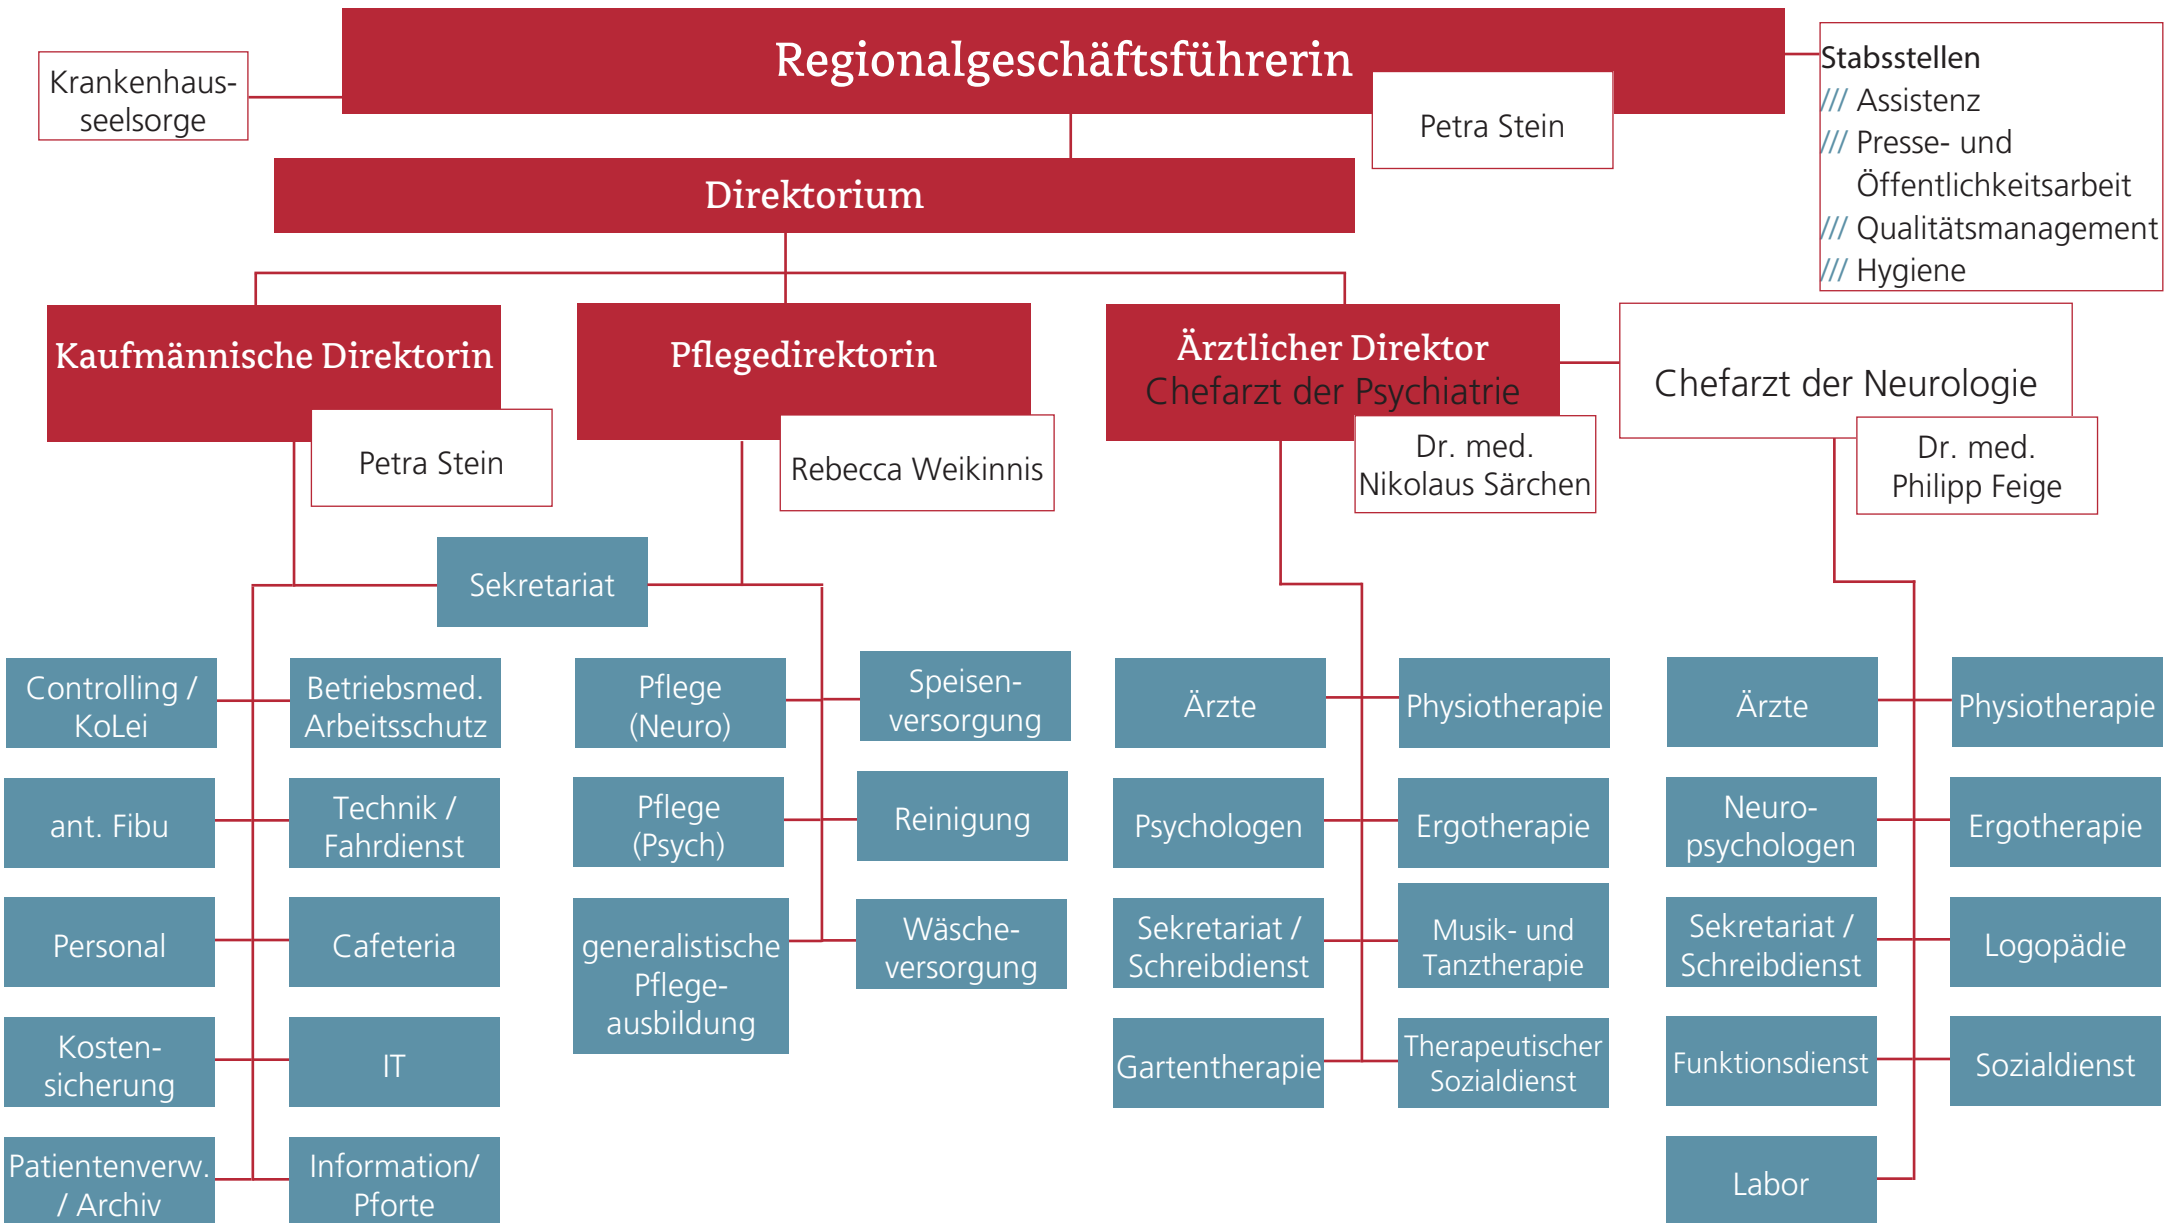 Regionalgeschäftsführerin
Petra Stein
Krankenhaus-
seelsorge
Stabsstellen
/// Assistenz
/// Presse- und
Öffentlichkeitsarbeit
/// Qualitätsmanagement
/// Hygiene
Direktorium
Kaufmännische Direktorin
Petra Stein
Pflegedirektorin
Rebecca Weikinnis
Ärztlicher Direktor
Chefarzt der Psychiatrie
Dr. med.
Nikolaus Särchen
Chefarzt der Neurologie
Dr. med.
Philipp Feige
Sekretariat
Controlling /
KoLei
Betriebsmed.
Arbeitsschutz
ant. Fibu
Technik /
Fahrdienst
Personal
Cafeteria
Kosten-
sicherung
IT
Patientenverw.
/ Archiv
Information/
Pforte
Pflege
(Neuro)
Speisen-
versorgung
Pflege
(Psych)
Reinigung
generalistische
Pflege-
ausbildung
Wäsche-
versorgung
Ärzte
Physiotherapie
Psychologen
Ergotherapie
Sekretariat /
Schreibdienst
Musik- und
Tanztherapie
Gartentherapie
Therapeutischer
Sozialdienst
Ärzte
Physiotherapie
Neuro-
psychologen
Ergotherapie
Sekretariat /
Schreibdienst
Logopädie
Funktionsdienst
Sozialdienst
Labor